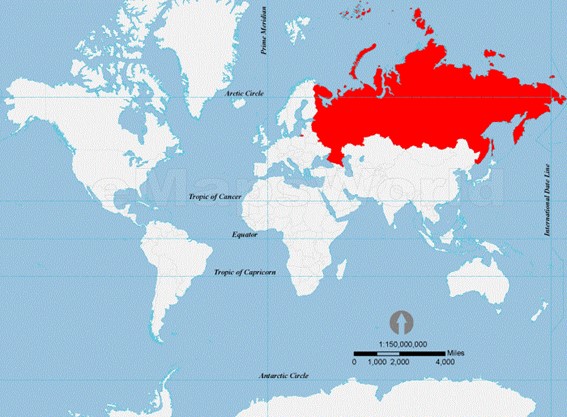 Prime Meridian
Arctic Circle
eMapsWorld
Tropic of Cancer
International Date Line
Equator
Tropic of Capricorn
1:150,000,000
Miles
0 1,000 2,000 4,000
Antarctic Circle